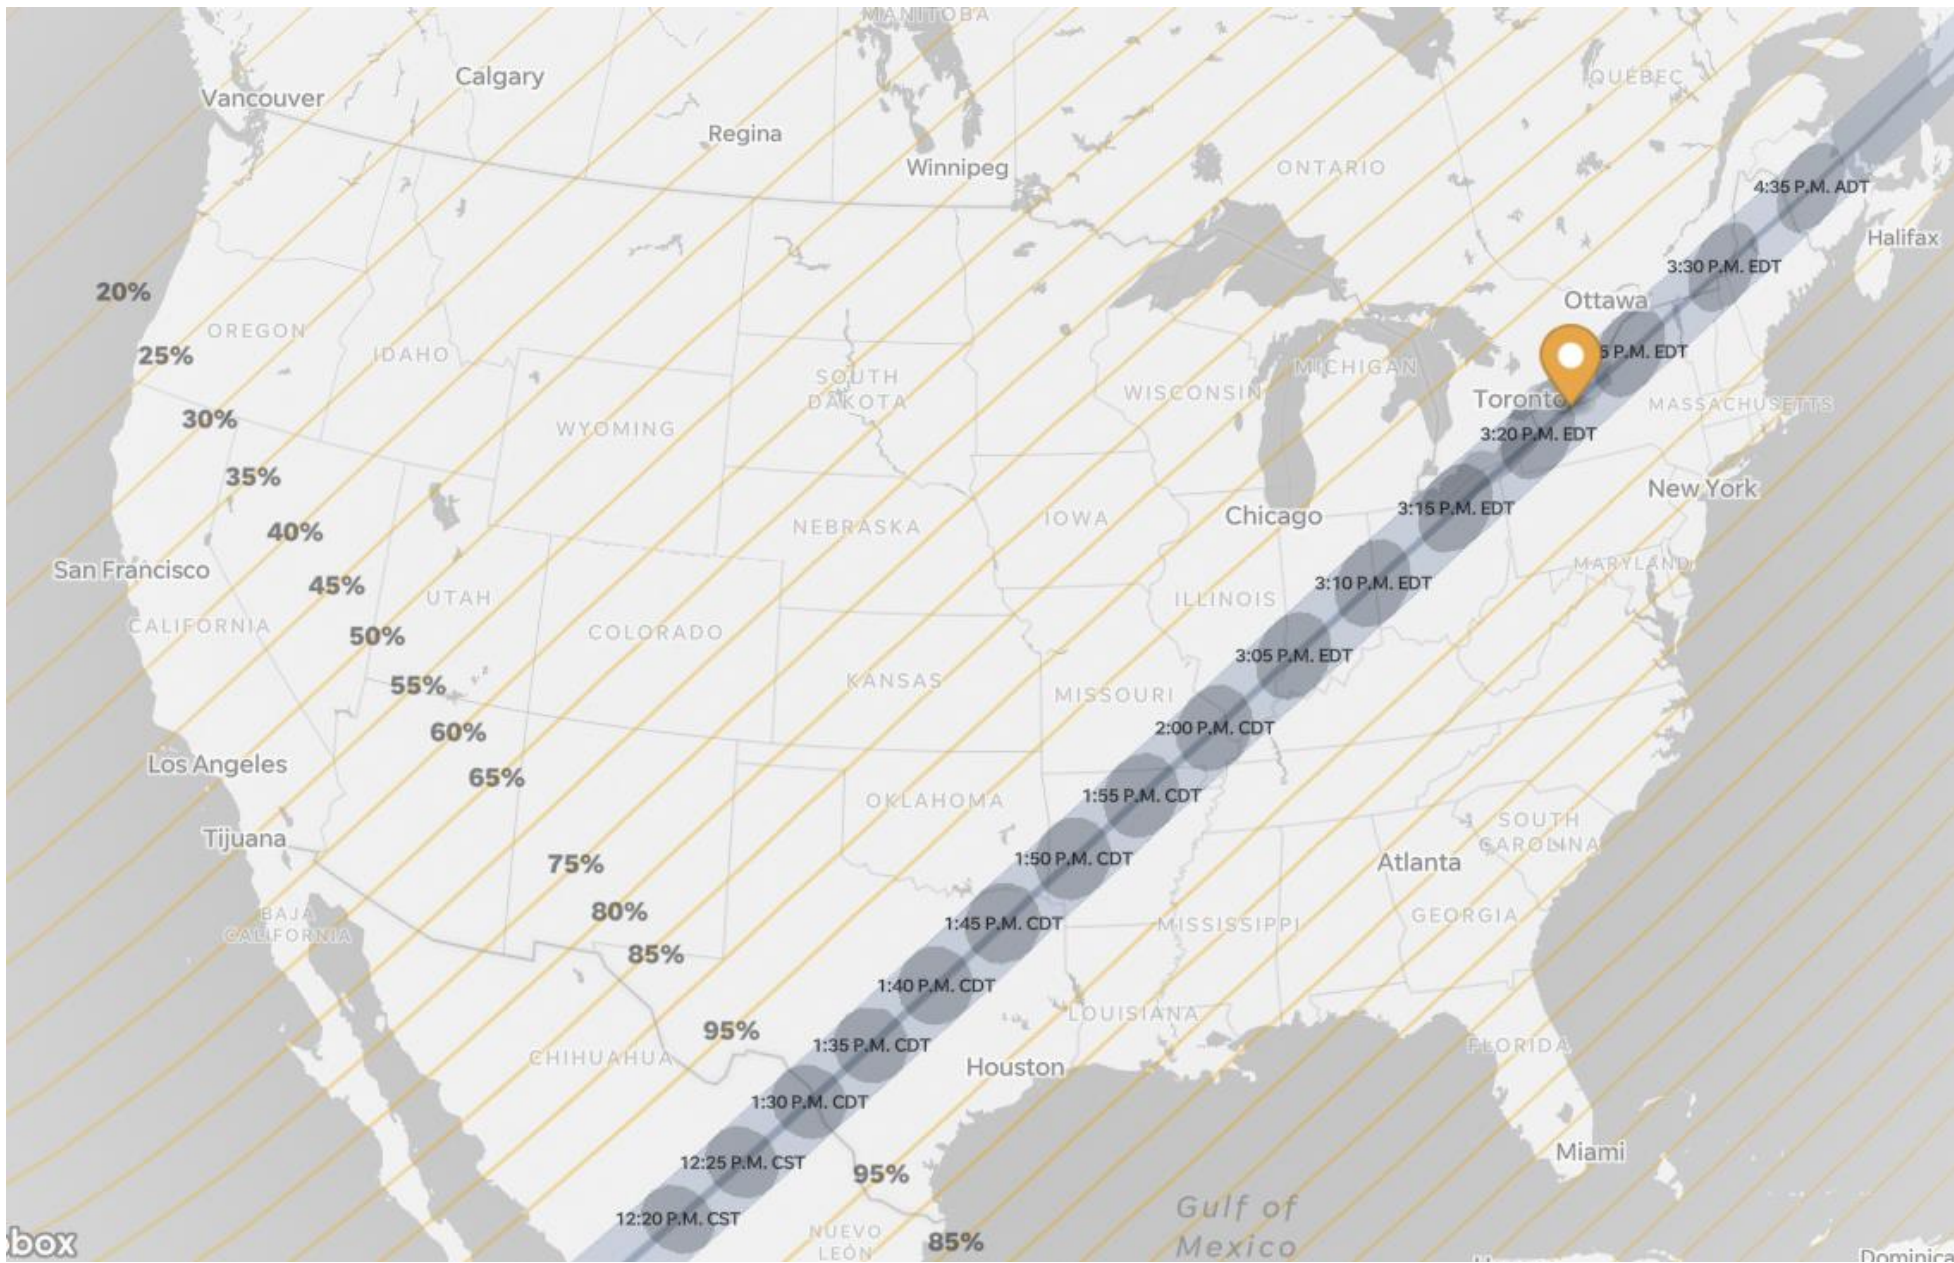 MANITOBA
Calgary
QUÉBEC
Vancouver
Regina
Winnipeg
ONTARIO
4:35 P.M. ADT
Halifax
3:30 P.M. EDT
20%
Ottawa
OREGON
25%
IDAHO
5 P.M. EDT
MICHIGAN
SOUTH
DAKOTA
WISCONSIN
Toronto
MASSACHUSETTS
30%
WYOMING
3:20 P.M. EDT
35%
New York
3:15 P.M. EDT
Chicago
IOWA
NEBRASKA
40%
San Francisco
MARYLAND
45%
3:10 P.M. EDT
UTAH
ILLINOIS
CALIFORNIA
50%
COLORADO
3:05 P.M. EDT
55%
KANSAS
MISSOURI
60%
2:00 P.M. CDT
Los Angeles
65%
1:55 P.M. CDT
OKLAHOMA
SOUTH
CAROLINA
Tijuana
75%
1:50 P.M. CDT
Atlanta
80%
BAJA
CALIFORNIA
GEORGIA
1:45 P.M. CDT
MISSISSIPPI
85%
1:40 P.M. CDT
LOUISIANA
95%
1:35 P.M. CDT
FLORIDA
CHIHUAHUA
Houston
1:30 P.M. CDT
Miami
12:25 P.M. CST
95%
12:20 P.M. CST
Gulf of
Mexico
NUEVO
LEÓN
85%
box
Dominica